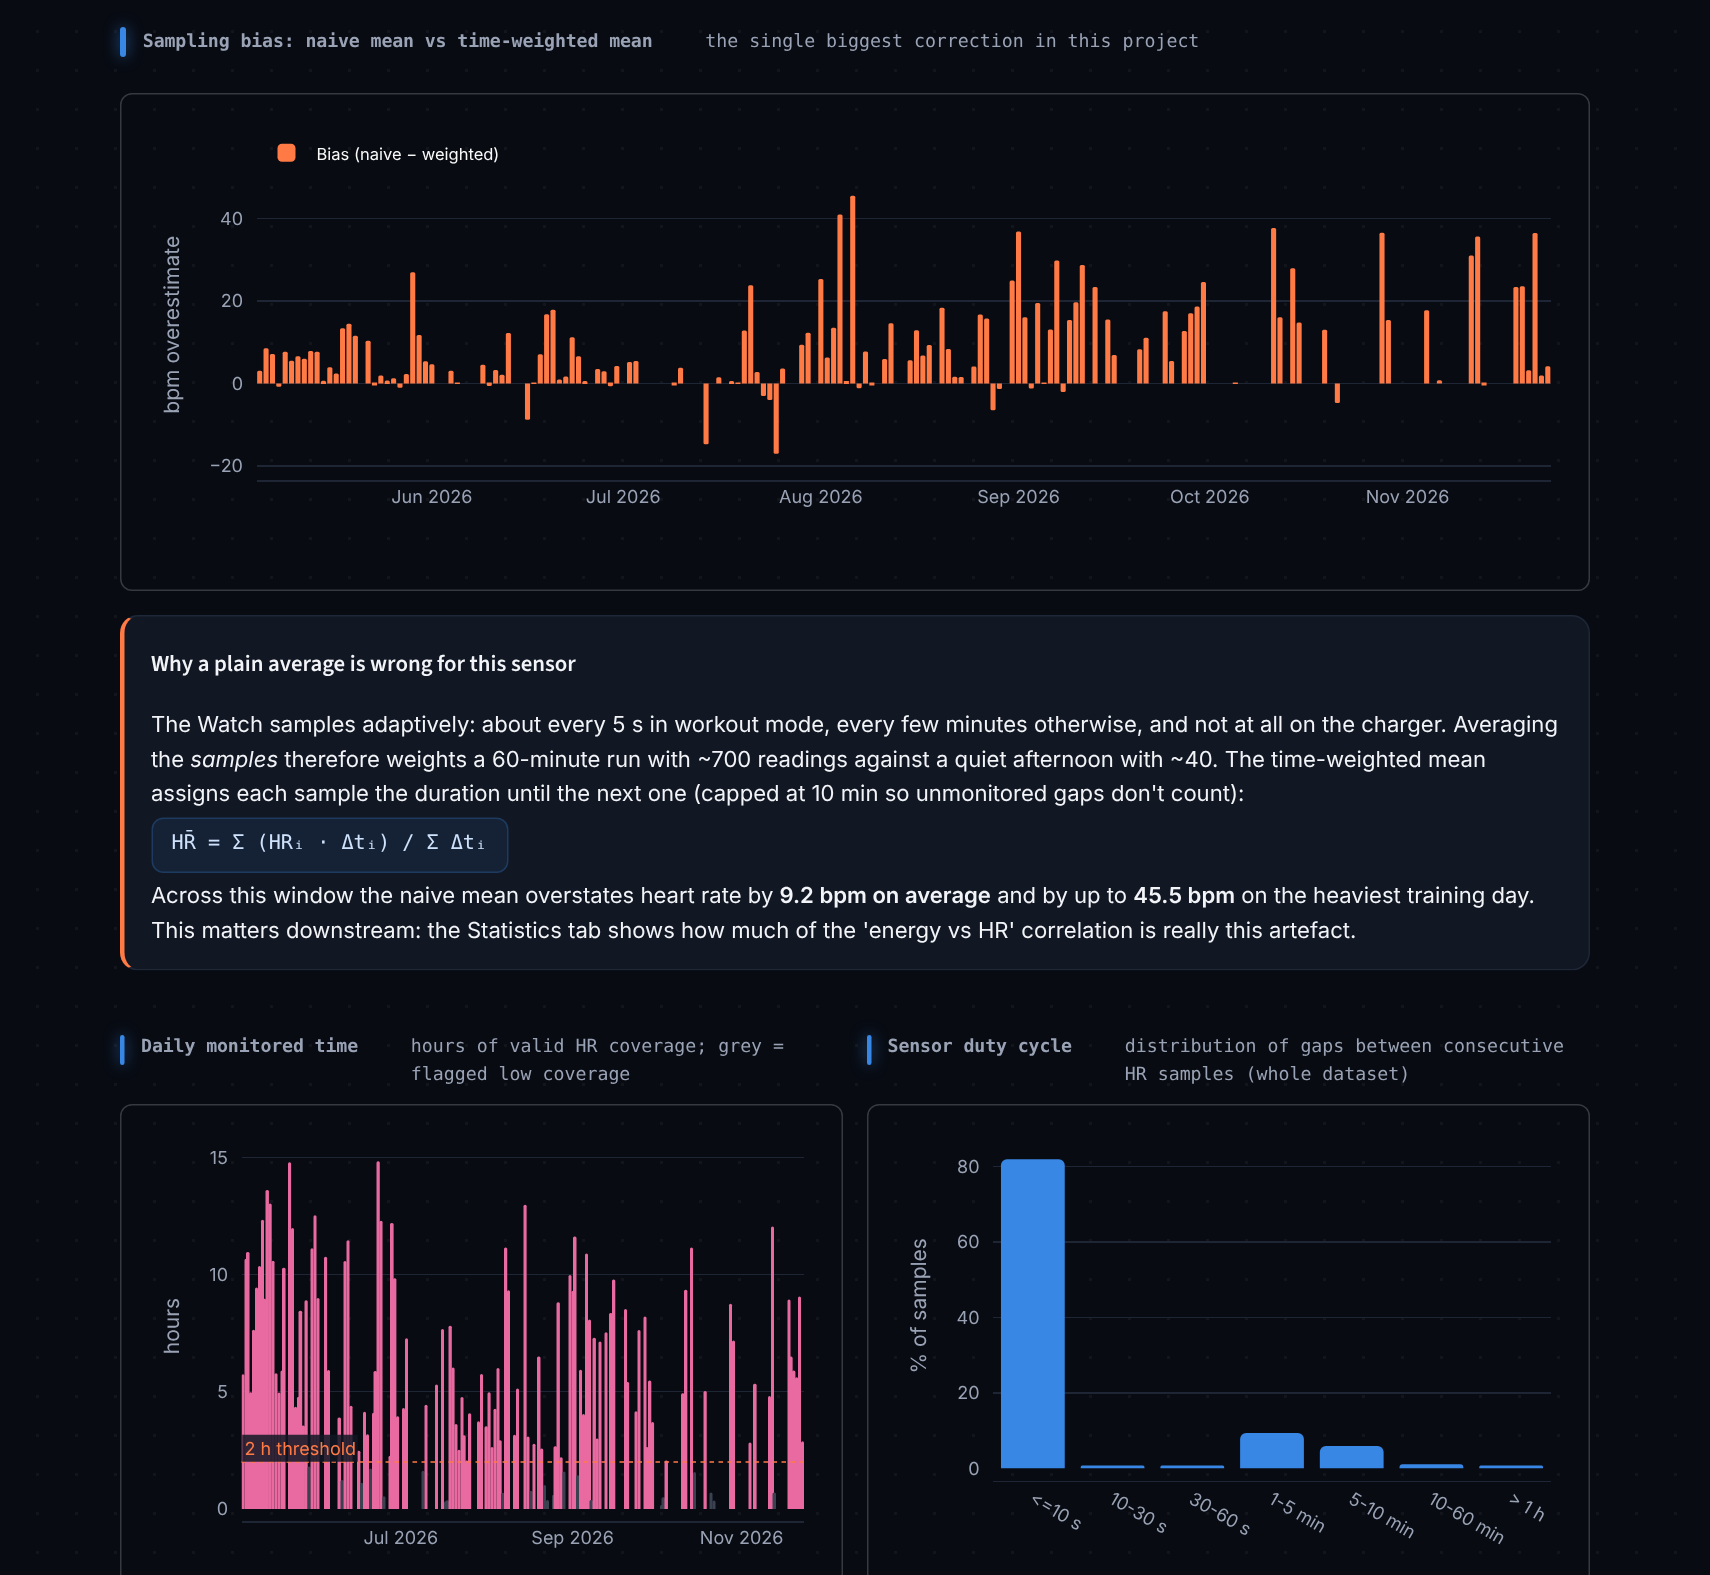 Sampling bias: naive mean vs time-weighted mean the single biggest correction in this project
Bias (naive − weighted)
bpm overestimate
40
20
0
−20
Jun 2026 Jul 2026 Aug 2026 Sep 2026 Oct 2026 Nov 2026
Why a plain average is wrong for this sensor
The Watch samples adaptively: about every 5 s in workout mode, every few minutes otherwise, and not at all on the charger. Averaging
the samples therefore weights a 60-minute run with ~700 readings against a quiet afternoon with ~40. The time-weighted mean
assigns each sample the duration until the next one (capped at 10 min so unmonitored gaps don't count):
HR̄ = Σ (HRᵢ · Δtᵢ) / Σ Δtᵢ
Across this window the naive mean overstates heart rate by 9.2 bpm on average and by up to 45.5 bpm on the heaviest training day.
This matters downstream: the Statistics tab shows how much of the 'energy vs HR' correlation is really this artefact.
Daily monitored time hours of valid HR coverage; grey =
flagged low coverage
hours
15
10
5
0
2 h threshold
Jul 2026 Sep 2026 Nov 2026
Sensor duty cycle distribution of gaps between consecutive
HR samples (whole dataset)
% of samples
80
60
40
20
0
<=10 s 10–30 s 30–60 s 1–5 min 5–10 min 10–60 min > 1 h